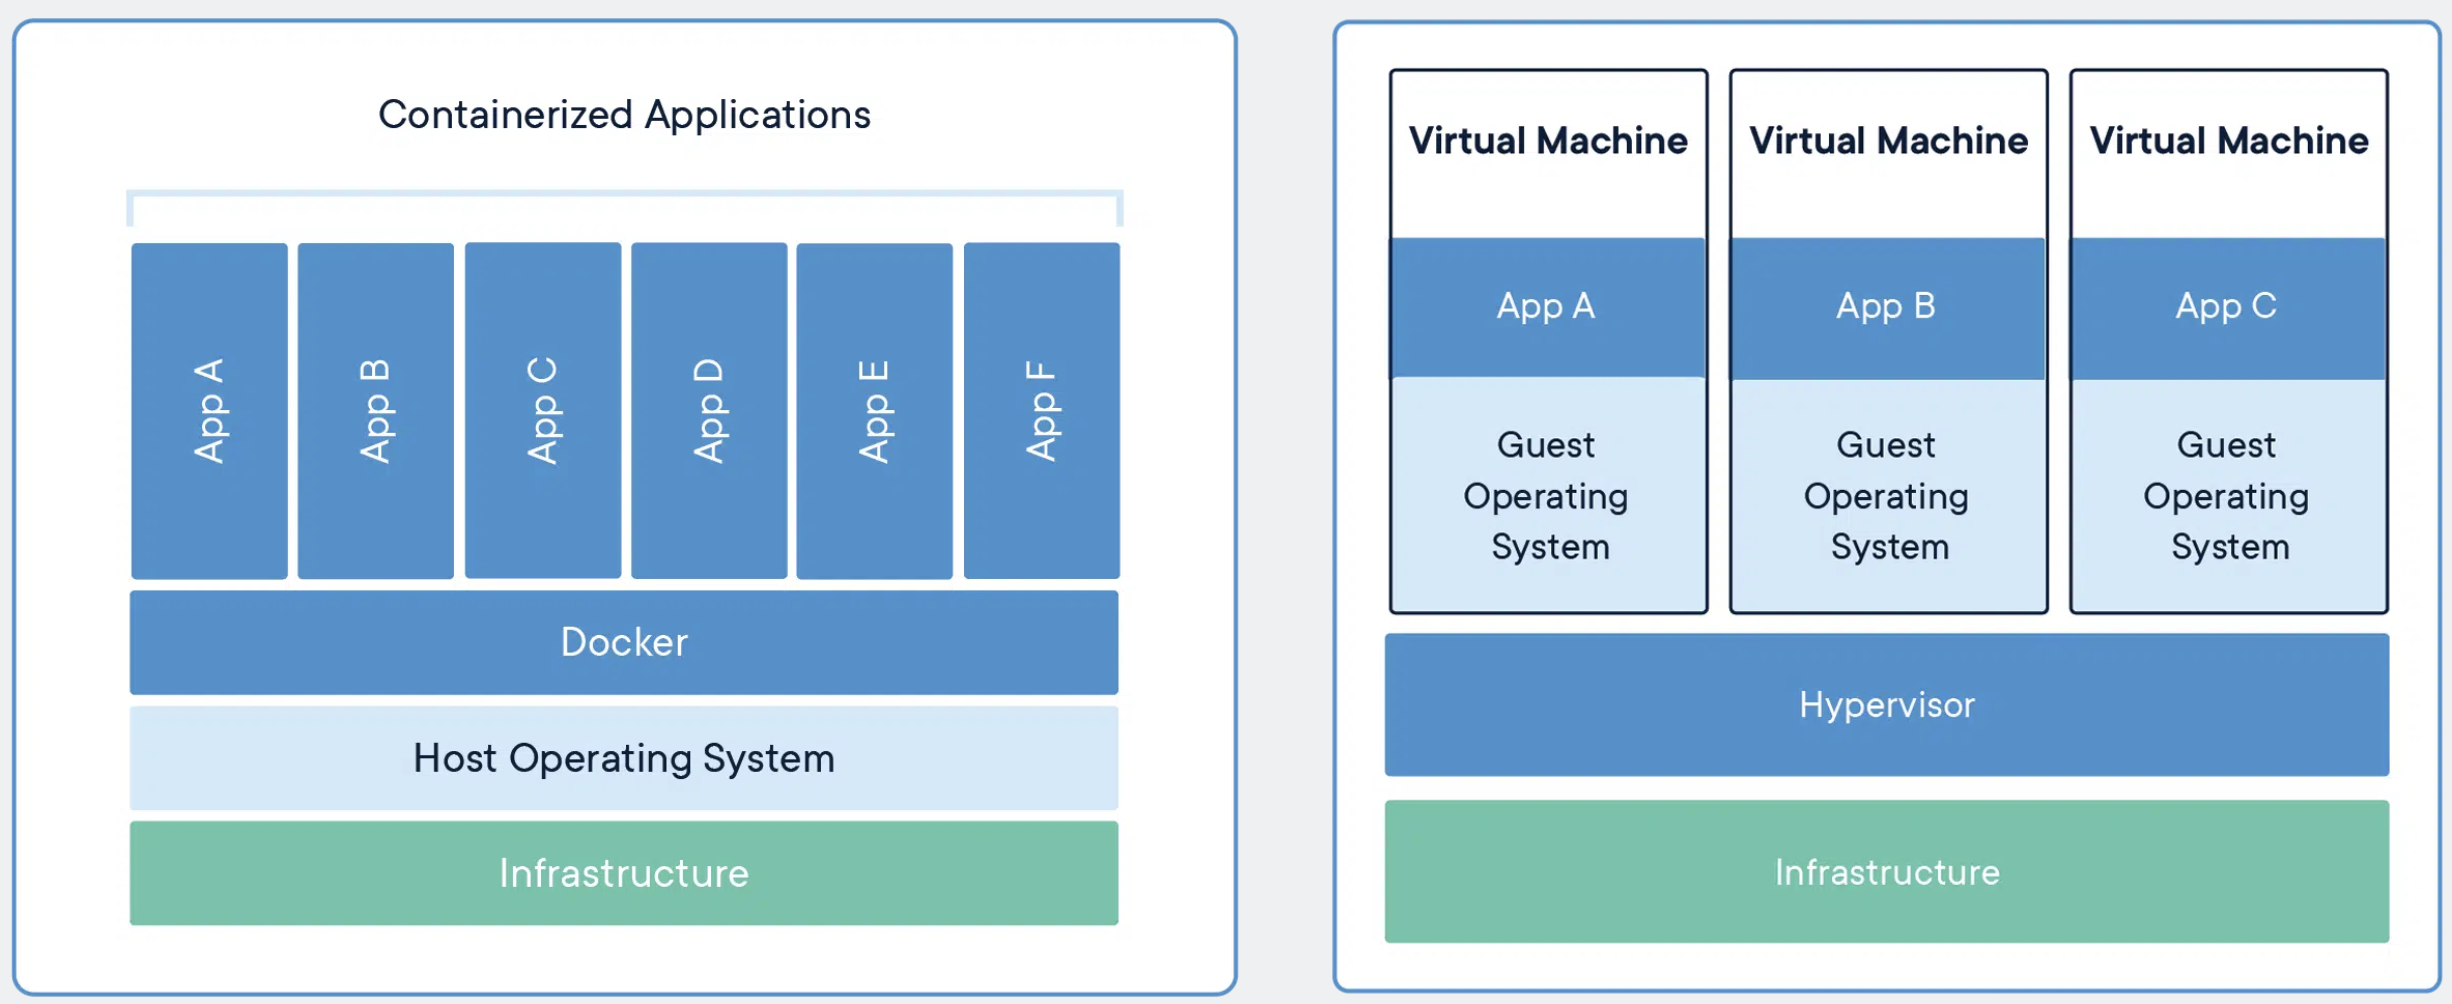 Containerized Applications
App A
App B
App C
App D
App E
App F
Docker
Host Operating System
Infrastructure
Virtual Machine
App A
Guest
Operating
System
Virtual Machine
App B
Guest
Operating
System
Virtual Machine
App C
Guest
Operating
System
Hypervisor
Infrastructure